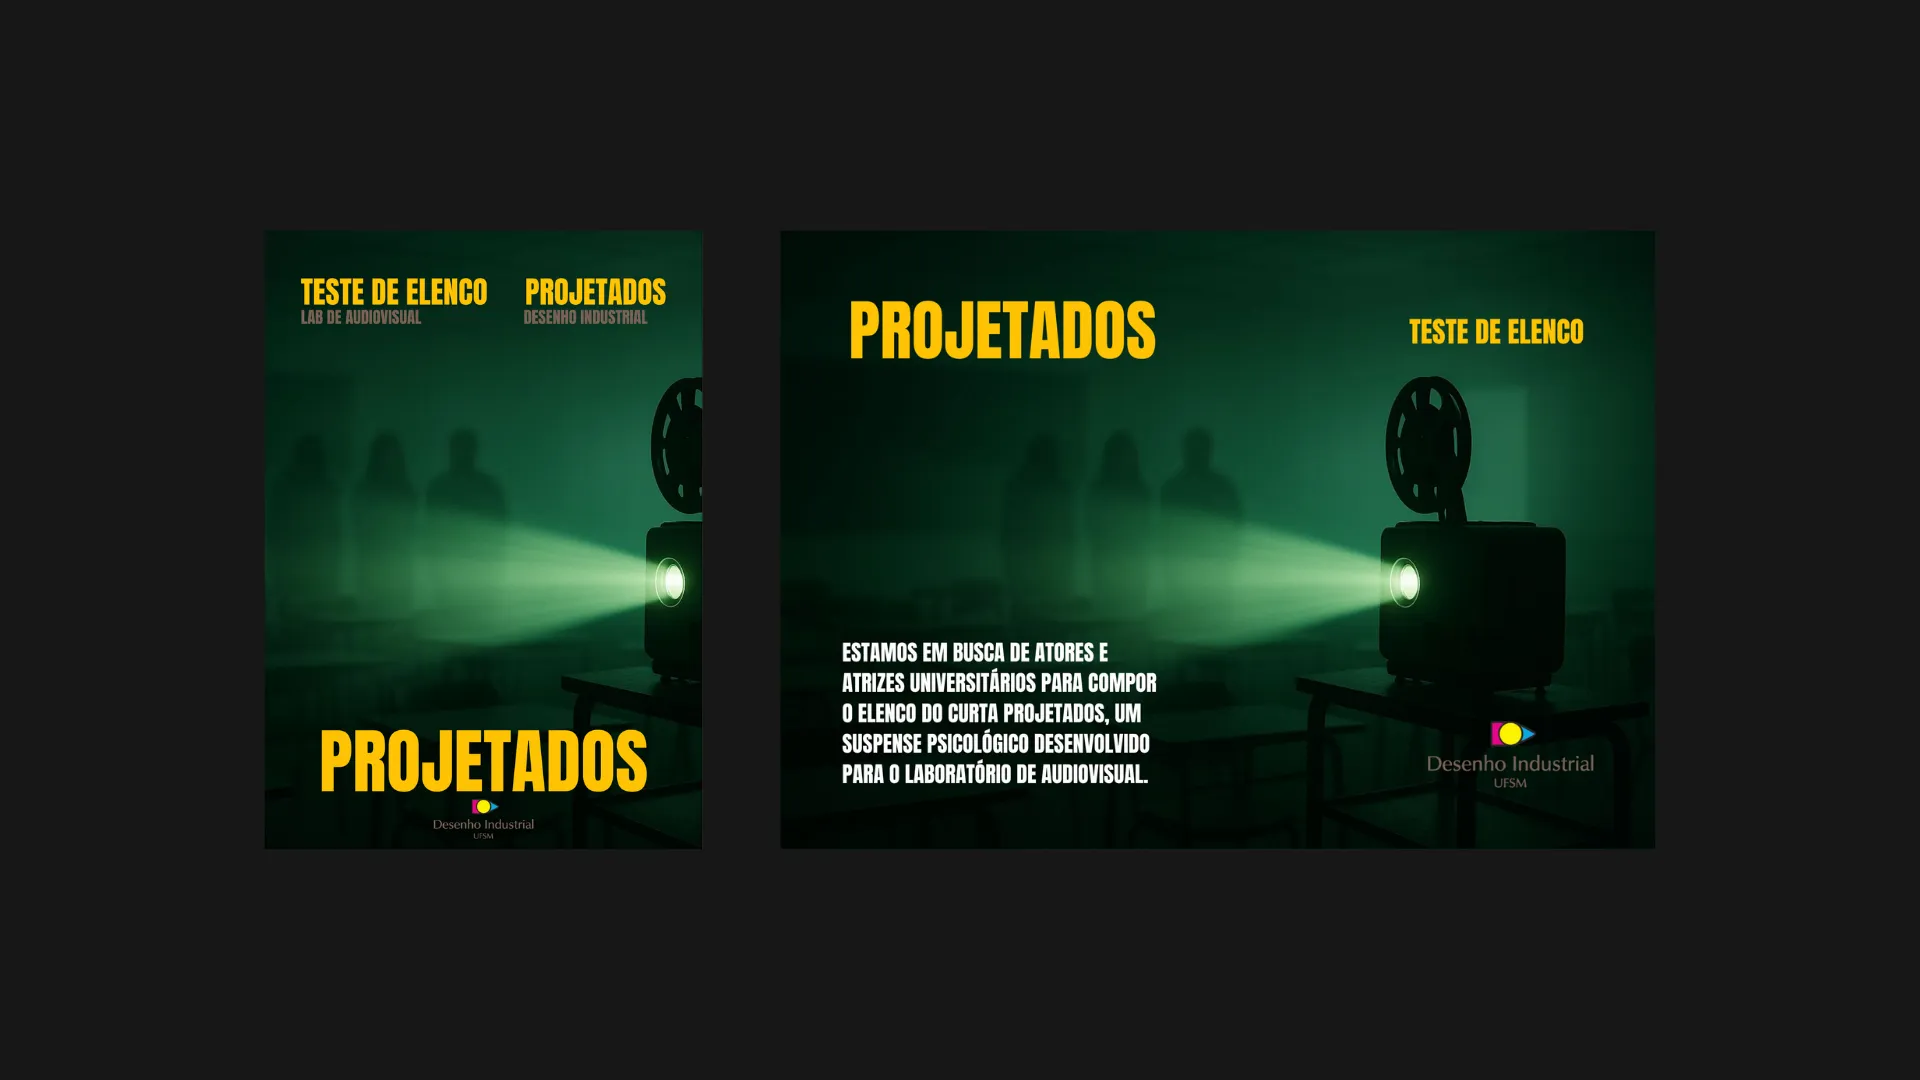 TESTE DE ELENCO
LAB DE AUDIOVISUAL
PROJETADOS
DESENHO INDUSTRIAL
PROJETADOS
Desenho Industrial
UFSM
PROJETADOS
TESTE DE ELENCO
ESTAMOS EM BUSCA DE ATORES E
ATRIZES UNIVERSITÁRIOS PARA COMPOR
O ELENCO DO CURTA PROJETADOS, UM
SUSPENSE PSICOLÓGICO DESENVOLVIDO
PARA O LABORATÓRIO DE AUDIOVISUAL.
Desenho Industrial
UFSM